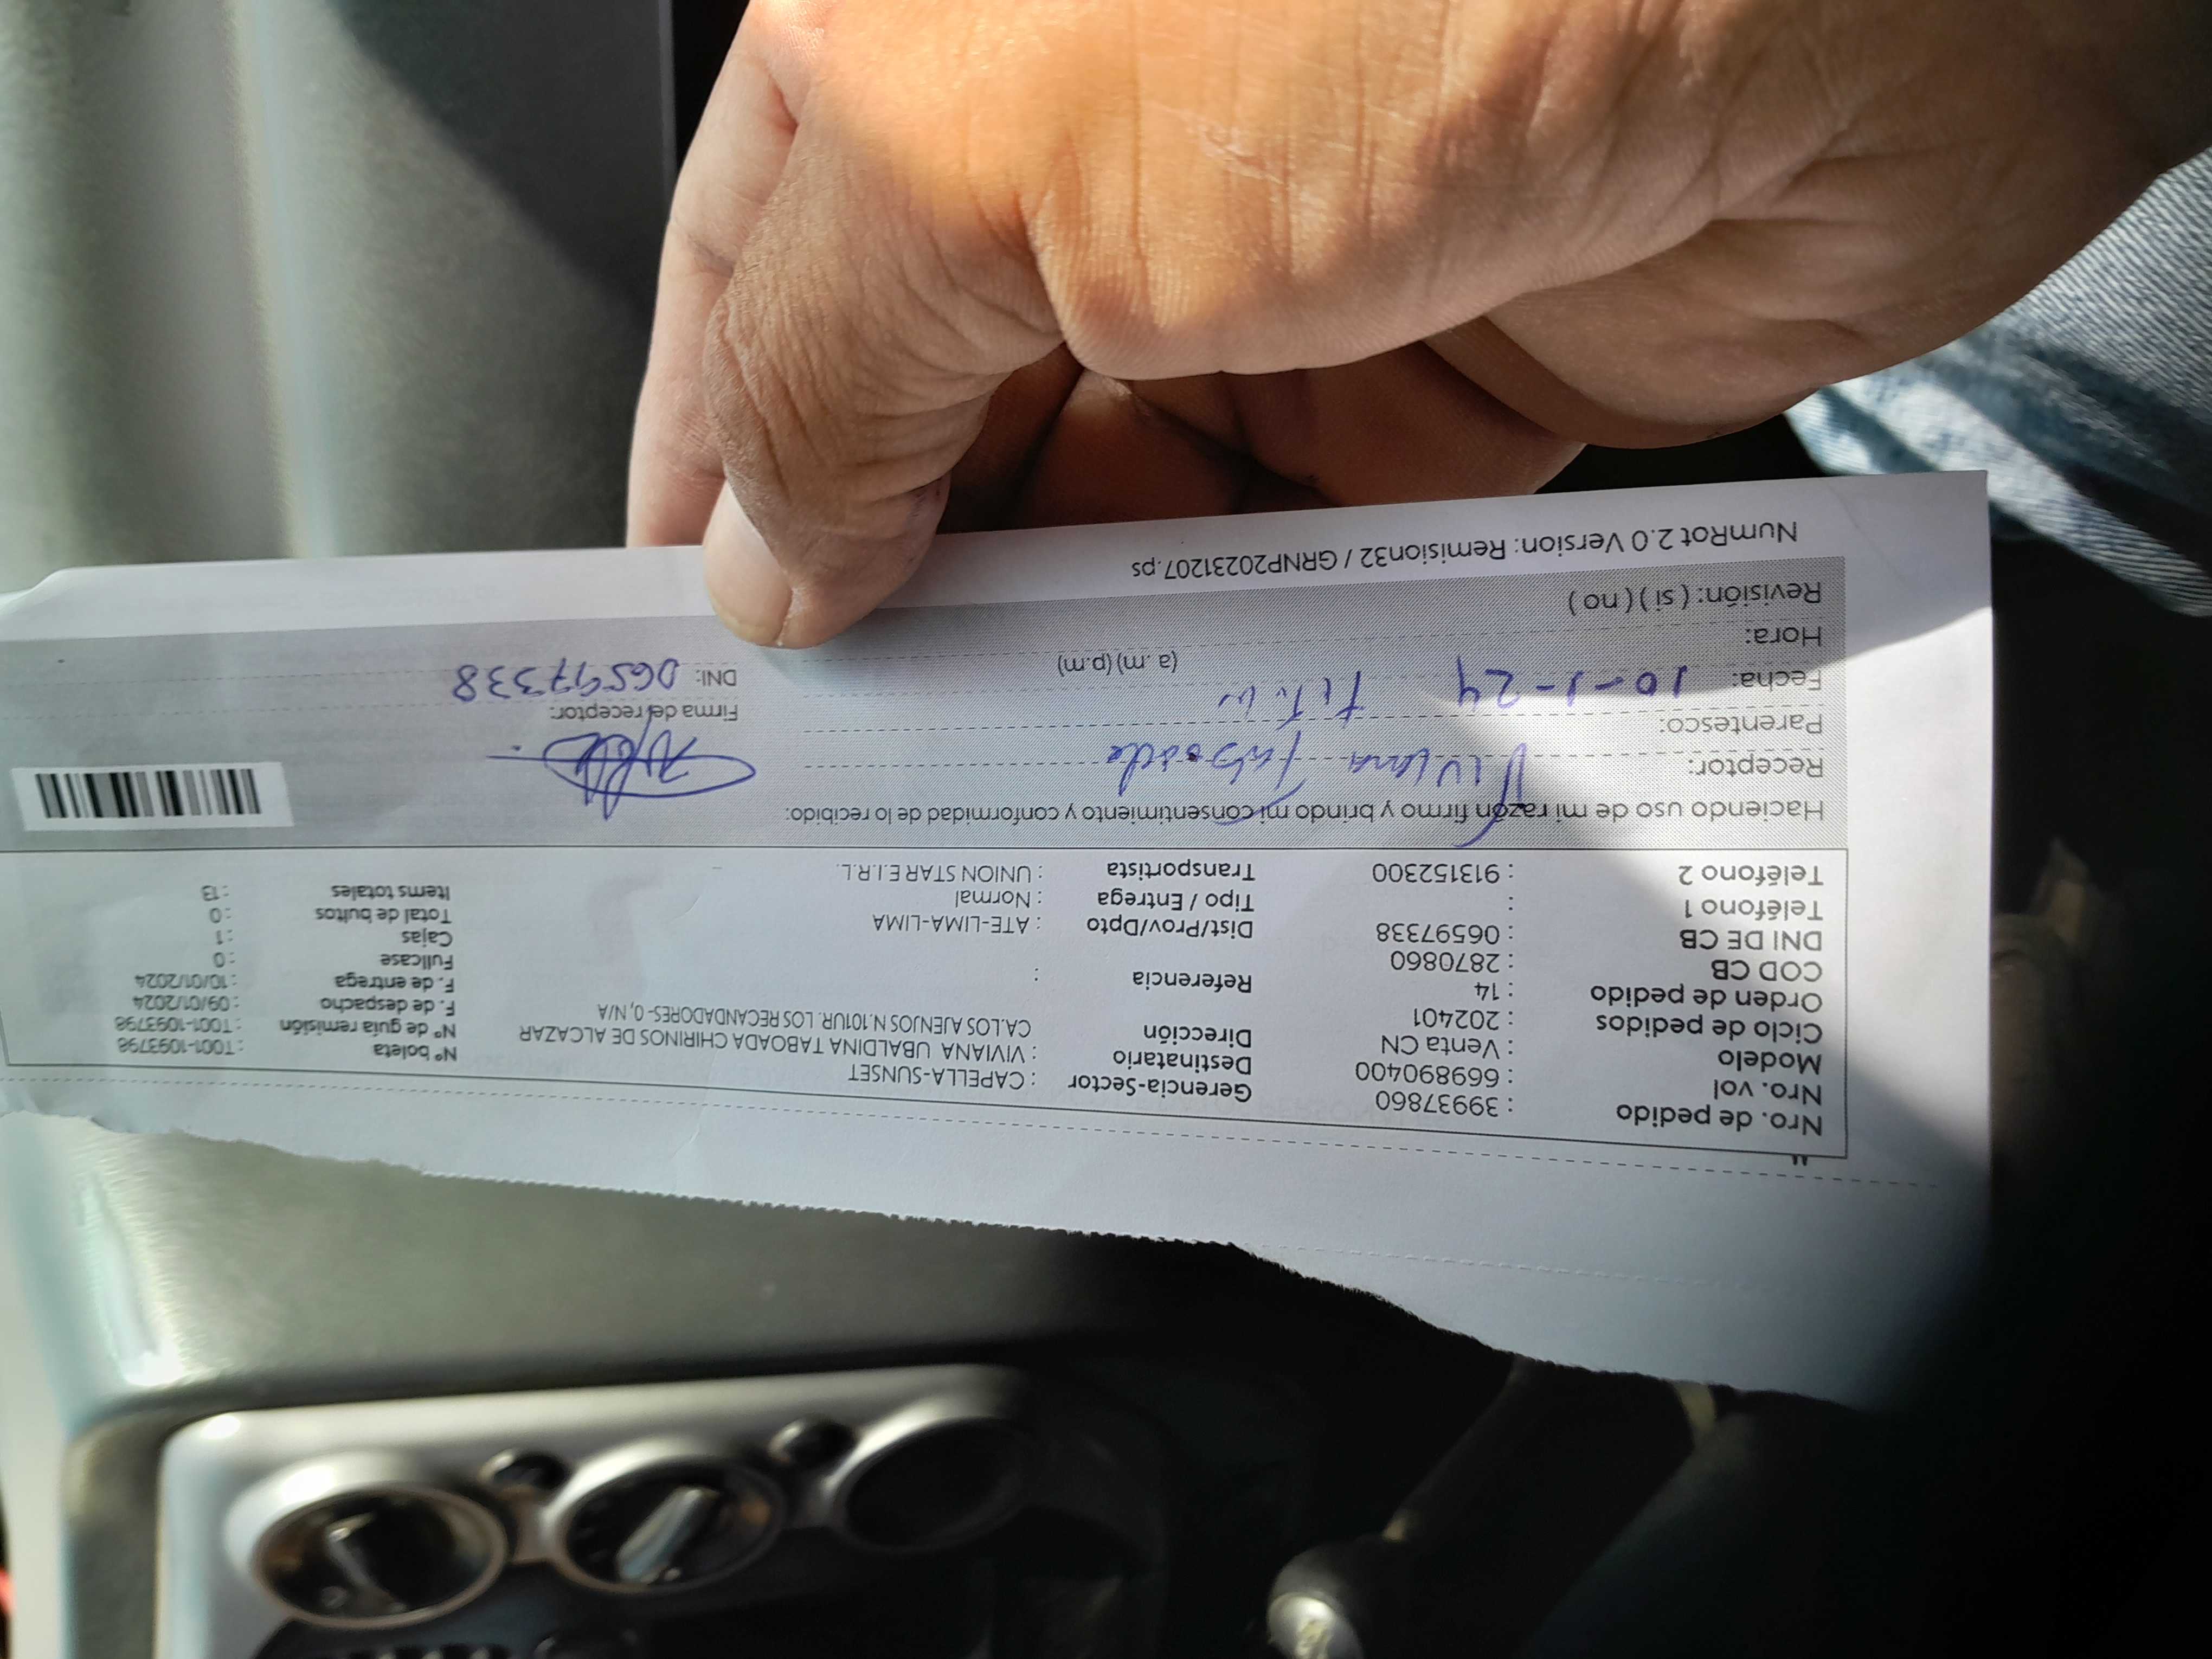 Nro. de pedido : 39937860 Gerencia-Sector : CAPELLA-SUNSET Nº boleta : T001-1093798
Nro. vol : 669890400 Destinatario : VIVIANA UBALDINA TABOADA CHIRINOS DE ALCAZAR Nº de guía remisión : T001-1093798
Modelo : Venta CN Dirección CA.LOS AJENJOS N.101UR. LOS RECANDADORES- 0, N/A F. de despacho : 09/01/2024
Ciclo de pedidos : 202401 F. de entrega : 10/01/2024
Orden de pedido : 14 Referencia : Fullcase : 0
COD CB : 2870860 Cajas : 1
DNI DE CB : 06597338 Dist/Prov/Dpto : ATE-LIMA-LIMA Total de bultos : 0
Teléfono 1 : Tipo / Entrega : Normal Items totales : 13
Teléfono 2 : 913152300 Transportista : UNION STAR E.I.R.L.
Haciendo uso de mi razón firmo y brindo mi consentimiento y conformidad de lo recibido:
Receptor: Viviana Taboada
Parentesco: Titular Firma del receptor:
Fecha: 10-1-24 DNI: 06597338
Hora: (a .m) (p.m)
Revisión: ( si ) ( no )
NumRot 2.0 Version: Remision32 / GRNP20231207.ps